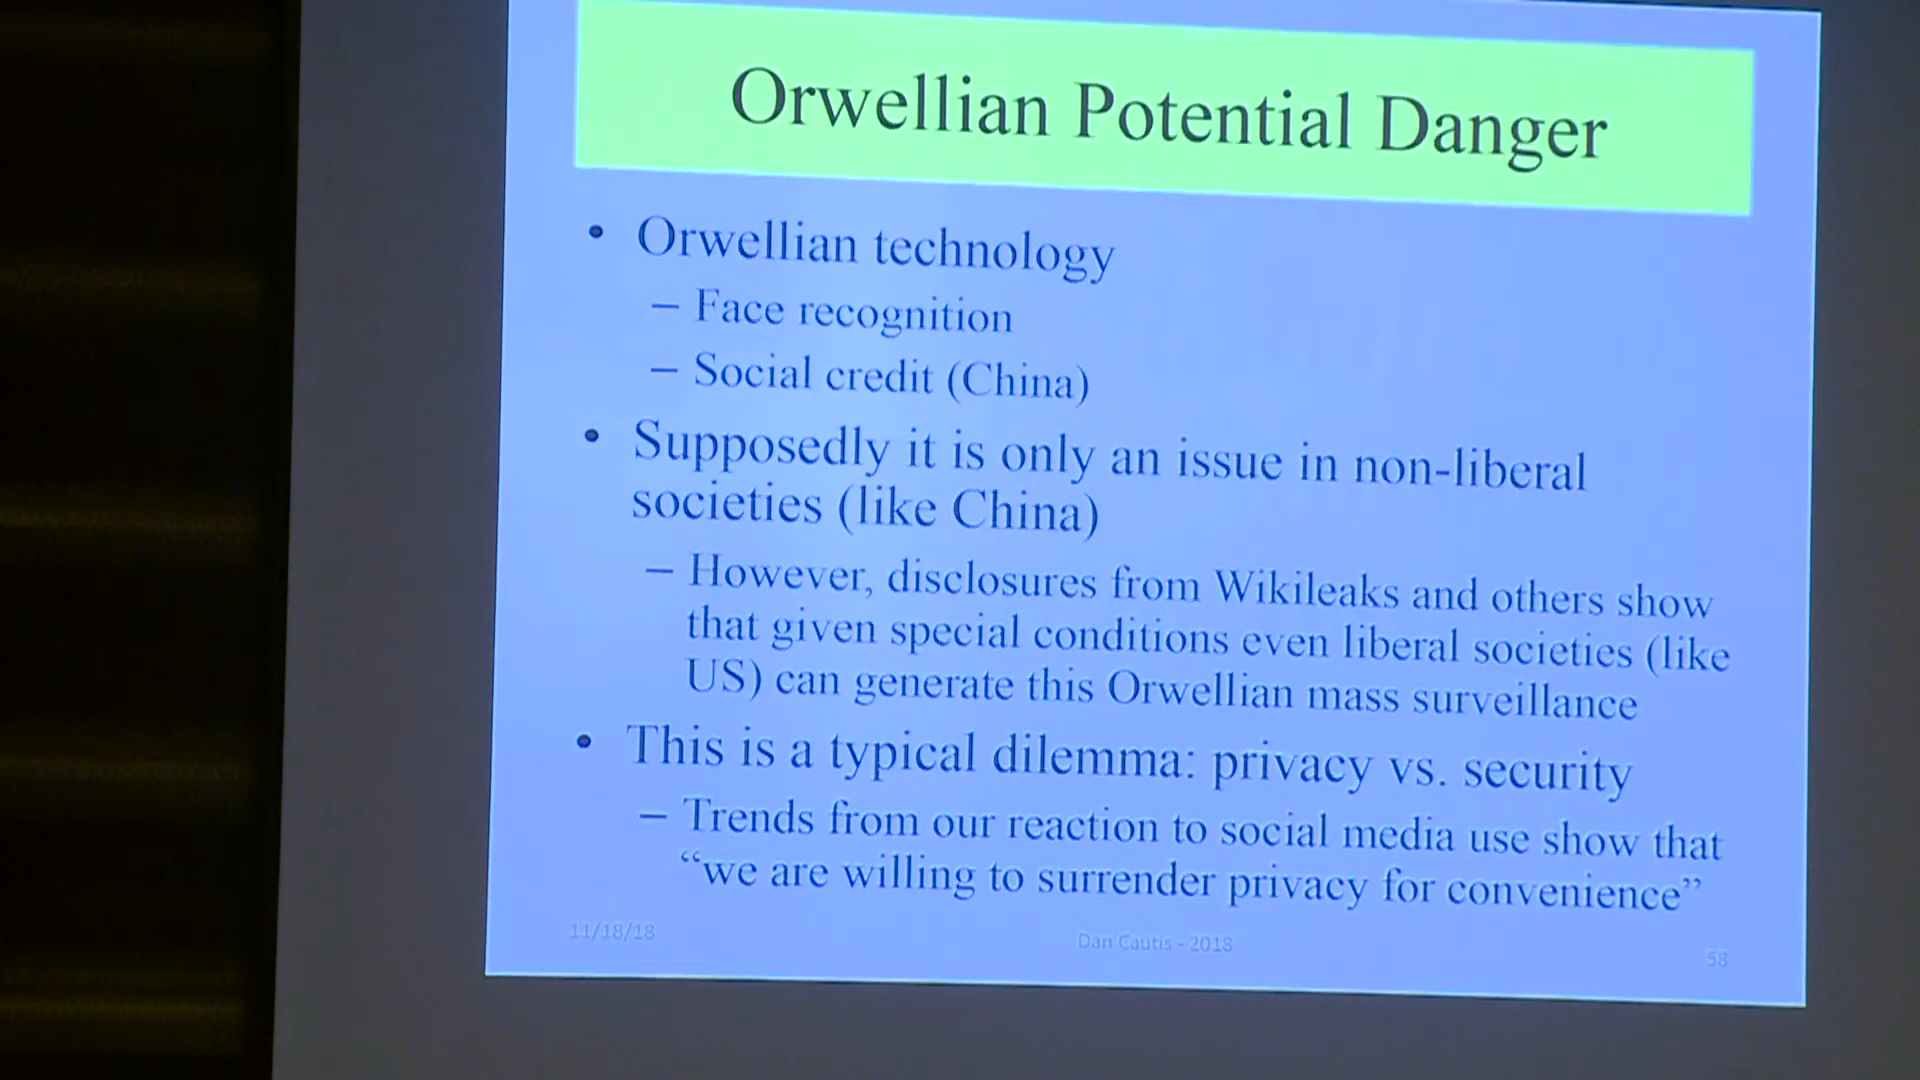 Orwellian Potential Danger
• Orwellian technology
– Face recognition
– Social credit (China)
• Supposedly it is only an issue in non-liberal
societies (like China)
– However, disclosures from Wikileaks and others show
that given special conditions even liberal societies (like
US) can generate this Orwellian mass surveillance
• This is a typical dilemma: privacy vs. security
– Trends from our reaction to social media use show that
“we are willing to surrender privacy for convenience”
11/18/18
Dan Cautis - 2018
58